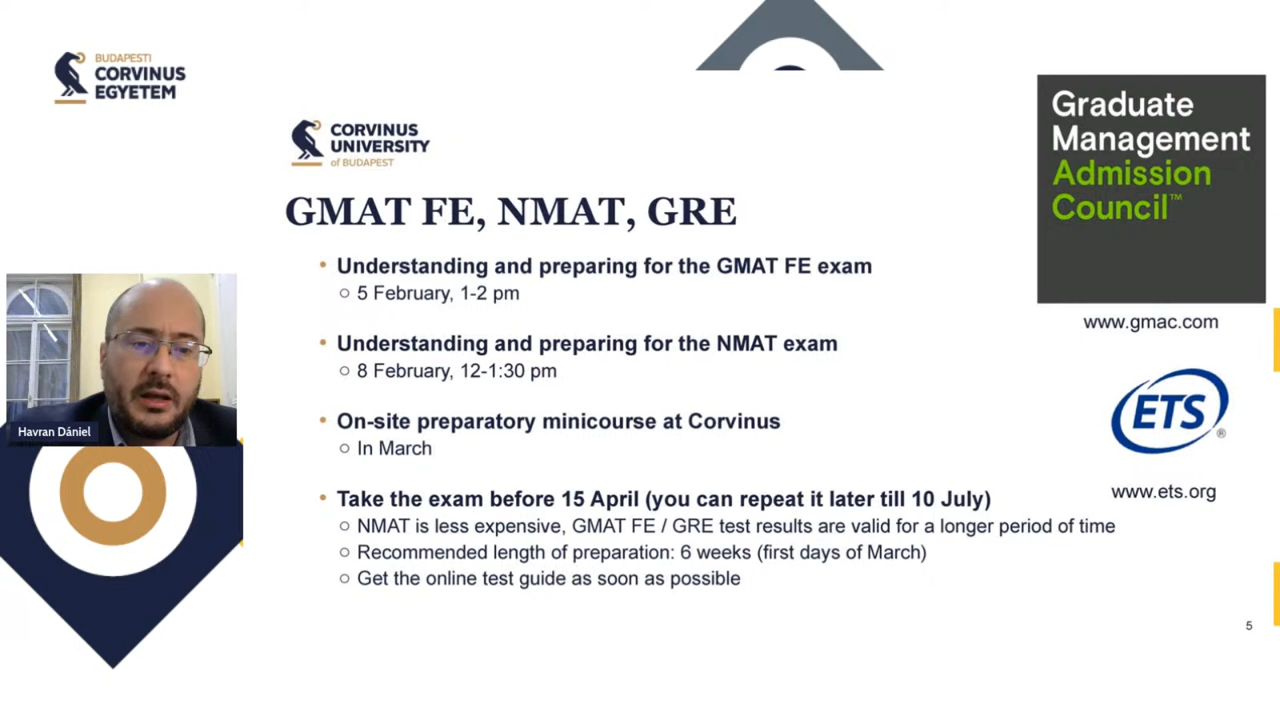 BUDAPESTI
CORVINUS
EGYETEM
CORVINUS
UNIVERSITY
of BUDAPEST
Graduate
Management
Admission
Council™
www.gmac.com
GMAT FE, NMAT, GRE
• Understanding and preparing for the GMAT FE exam
○ 5 February, 1-2 pm
• Understanding and preparing for the NMAT exam
○ 8 February, 12-1:30 pm
• On-site preparatory minicourse at Corvinus
○ In March
• Take the exam before 15 April (you can repeat it later till 10 July)
○ NMAT is less expensive, GMAT FE / GRE test results are valid for a longer period of time
○ Recommended length of preparation: 6 weeks (first days of March)
○ Get the online test guide as soon as possible
ETS®
www.ets.org
Havran Dániel
5